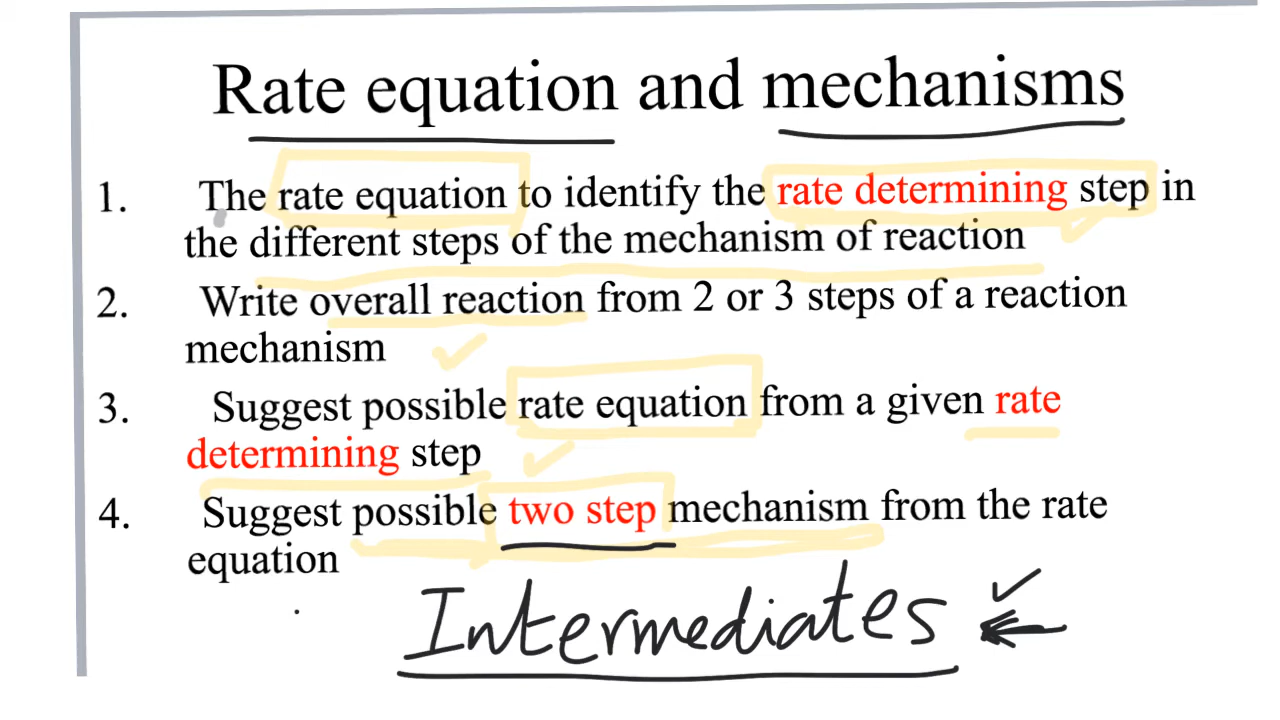 Rate equation and mechanisms
1. The rate equation to identify the rate determining step in
the different steps of the mechanism of reaction
2. Write overall reaction from 2 or 3 steps of a reaction
mechanism
3. Suggest possible rate equation from a given rate
determining step
4. Suggest possible two step mechanism from the rate
equation
Intermediates